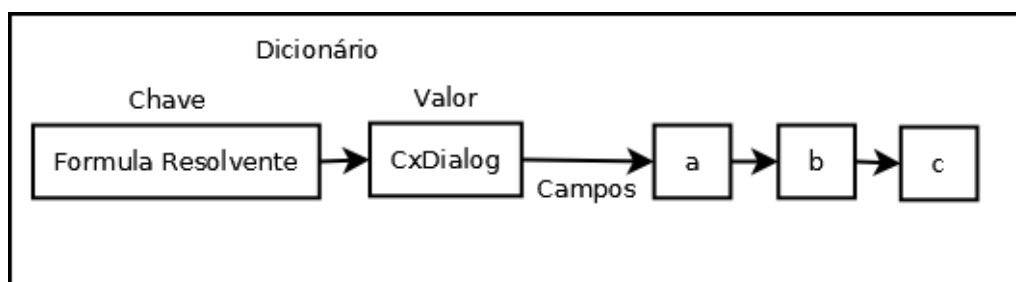 Dicionário
Chave
Valor
Formula Resolvente
CxDialog
a
b
c
Campos